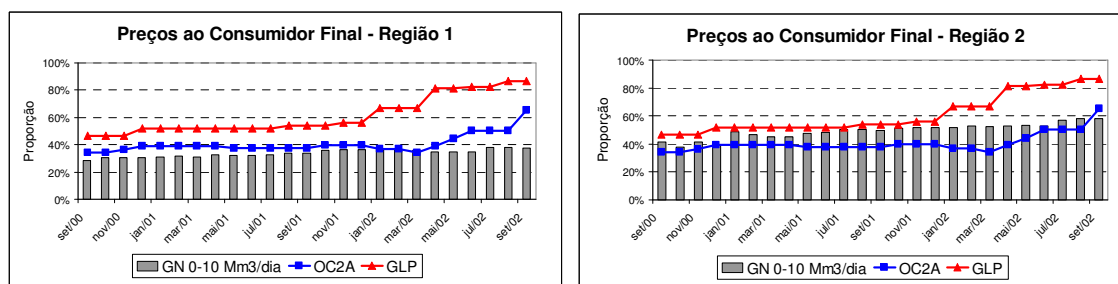 Preços ao Consumidor Final - Região 1
Proporção
100%
80%
60%
40%
20%
0%
set/00
nov/00
jan/01
mar/01
mai/01
jul/01
set/01
nov/01
jan/02
mar/02
mai/02
jul/02
set/02
GN 0-10 Mm3/dia OC2A GLP
Preços ao Consumidor Final - Região 2
Proporção
100%
80%
60%
40%
20%
0%
set/00
nov/00
jan/01
mar/01
mai/01
jul/01
set/01
nov/01
jan/02
mar/02
mai/02
jul/02
set/02
GN 0-10 Mm3/dia OC2A GLP